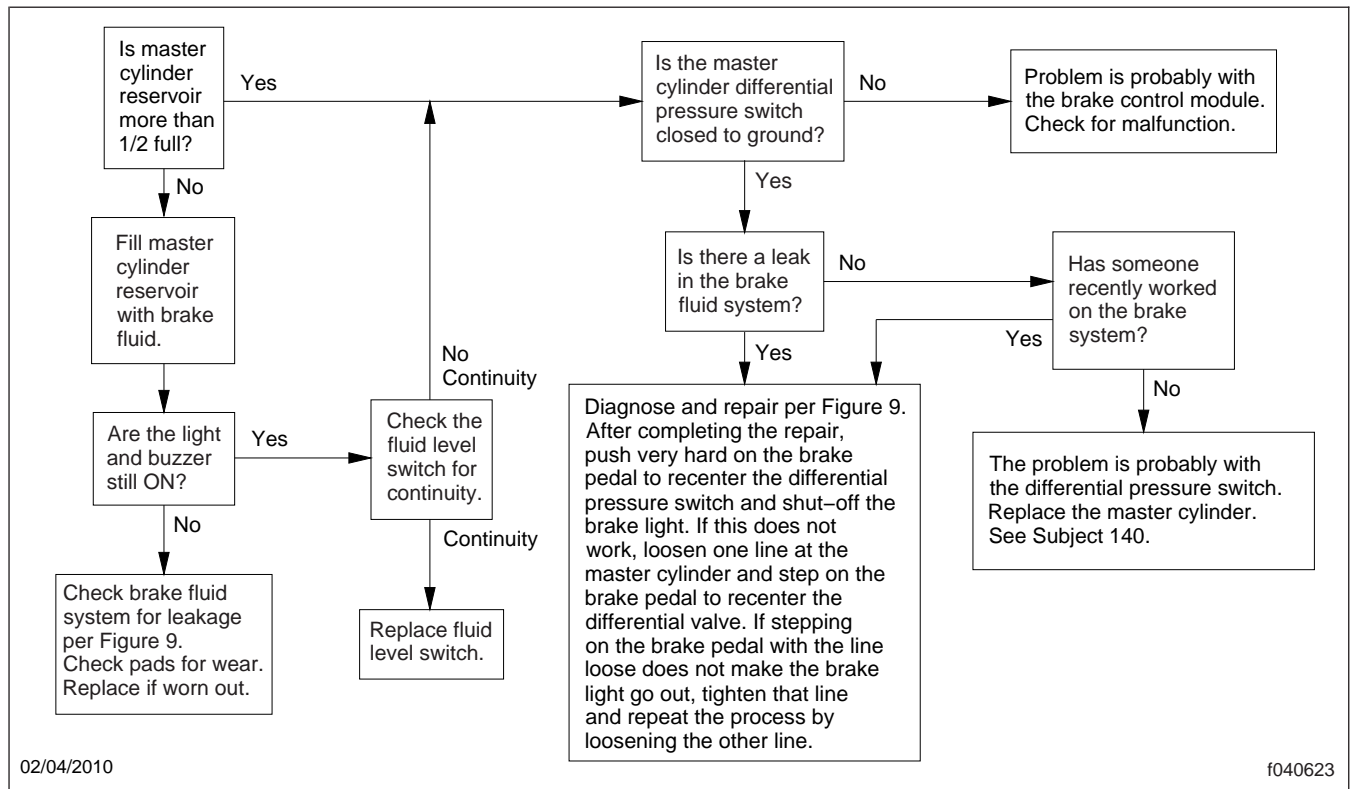 Is master
cylinder
reservoir
more than
1/2 full?
Yes
No
Fill master
cylinder
reservoir
with brake
fluid.
Are the light
and buzzer
still ON?
Yes
No
Check brake fluid
system for leakage
per Figure 9.
Check pads for wear.
Replace if worn out.
Check the
fluid level
switch for
continuity.
No
Continuity
Continuity
Replace fluid
level switch.
Is the master
cylinder differential
pressure switch
closed to ground?
No
Problem is probably with
the brake control module.
Check for malfunction.
Yes
Is there a leak
in the brake
fluid system?
No
Has someone
recently worked
on the brake
system?
Yes
Yes
No
Diagnose and repair per Figure 9.
After completing the repair,
push very hard on the brake
pedal to recenter the differential
pressure switch and shut−off the
brake light. If this does not
work, loosen one line at the
master cylinder and step on the
brake pedal to recenter the
differential valve. If stepping
on the brake pedal with the line
loose does not make the brake
light go out, tighten that line
and repeat the process by
loosening the other line.
The problem is probably with
the differential pressure switch.
Replace the master cylinder.
See Subject 140.
02/04/2010
f040623